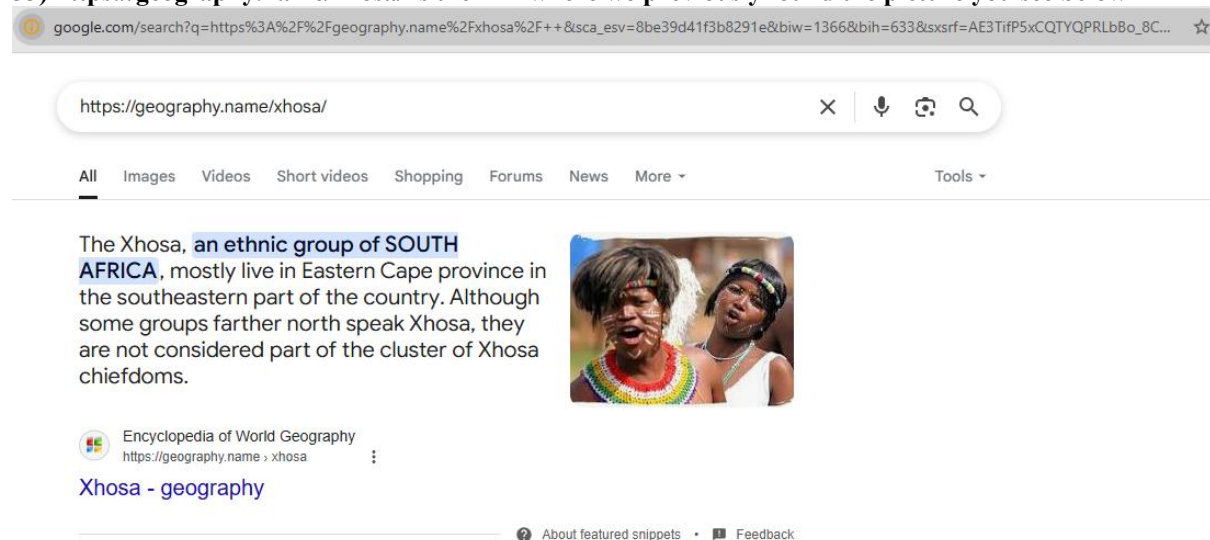 google.com/search?q=https%3A%2F%2Fgeography.name%2Fxhosa%2F++&sca_esv=8be39d41f3b8291e&biw=1366&bih=633&sxsrf=AE3TifP5xCQTYQPRLbBo_8C...
https://geography.name/xhosa/
All Images Videos Short videos Shopping Forums News More Tools
The Xhosa, an ethnic group of SOUTH
AFRICA, mostly live in Eastern Cape province in
the southeastern part of the country. Although
some groups farther north speak Xhosa, they
are not considered part of the cluster of Xhosa
chiefdoms.
Encyclopedia of World Geography
https://geography.name › xhosa
Xhosa - geography
About featured snippets • Feedback